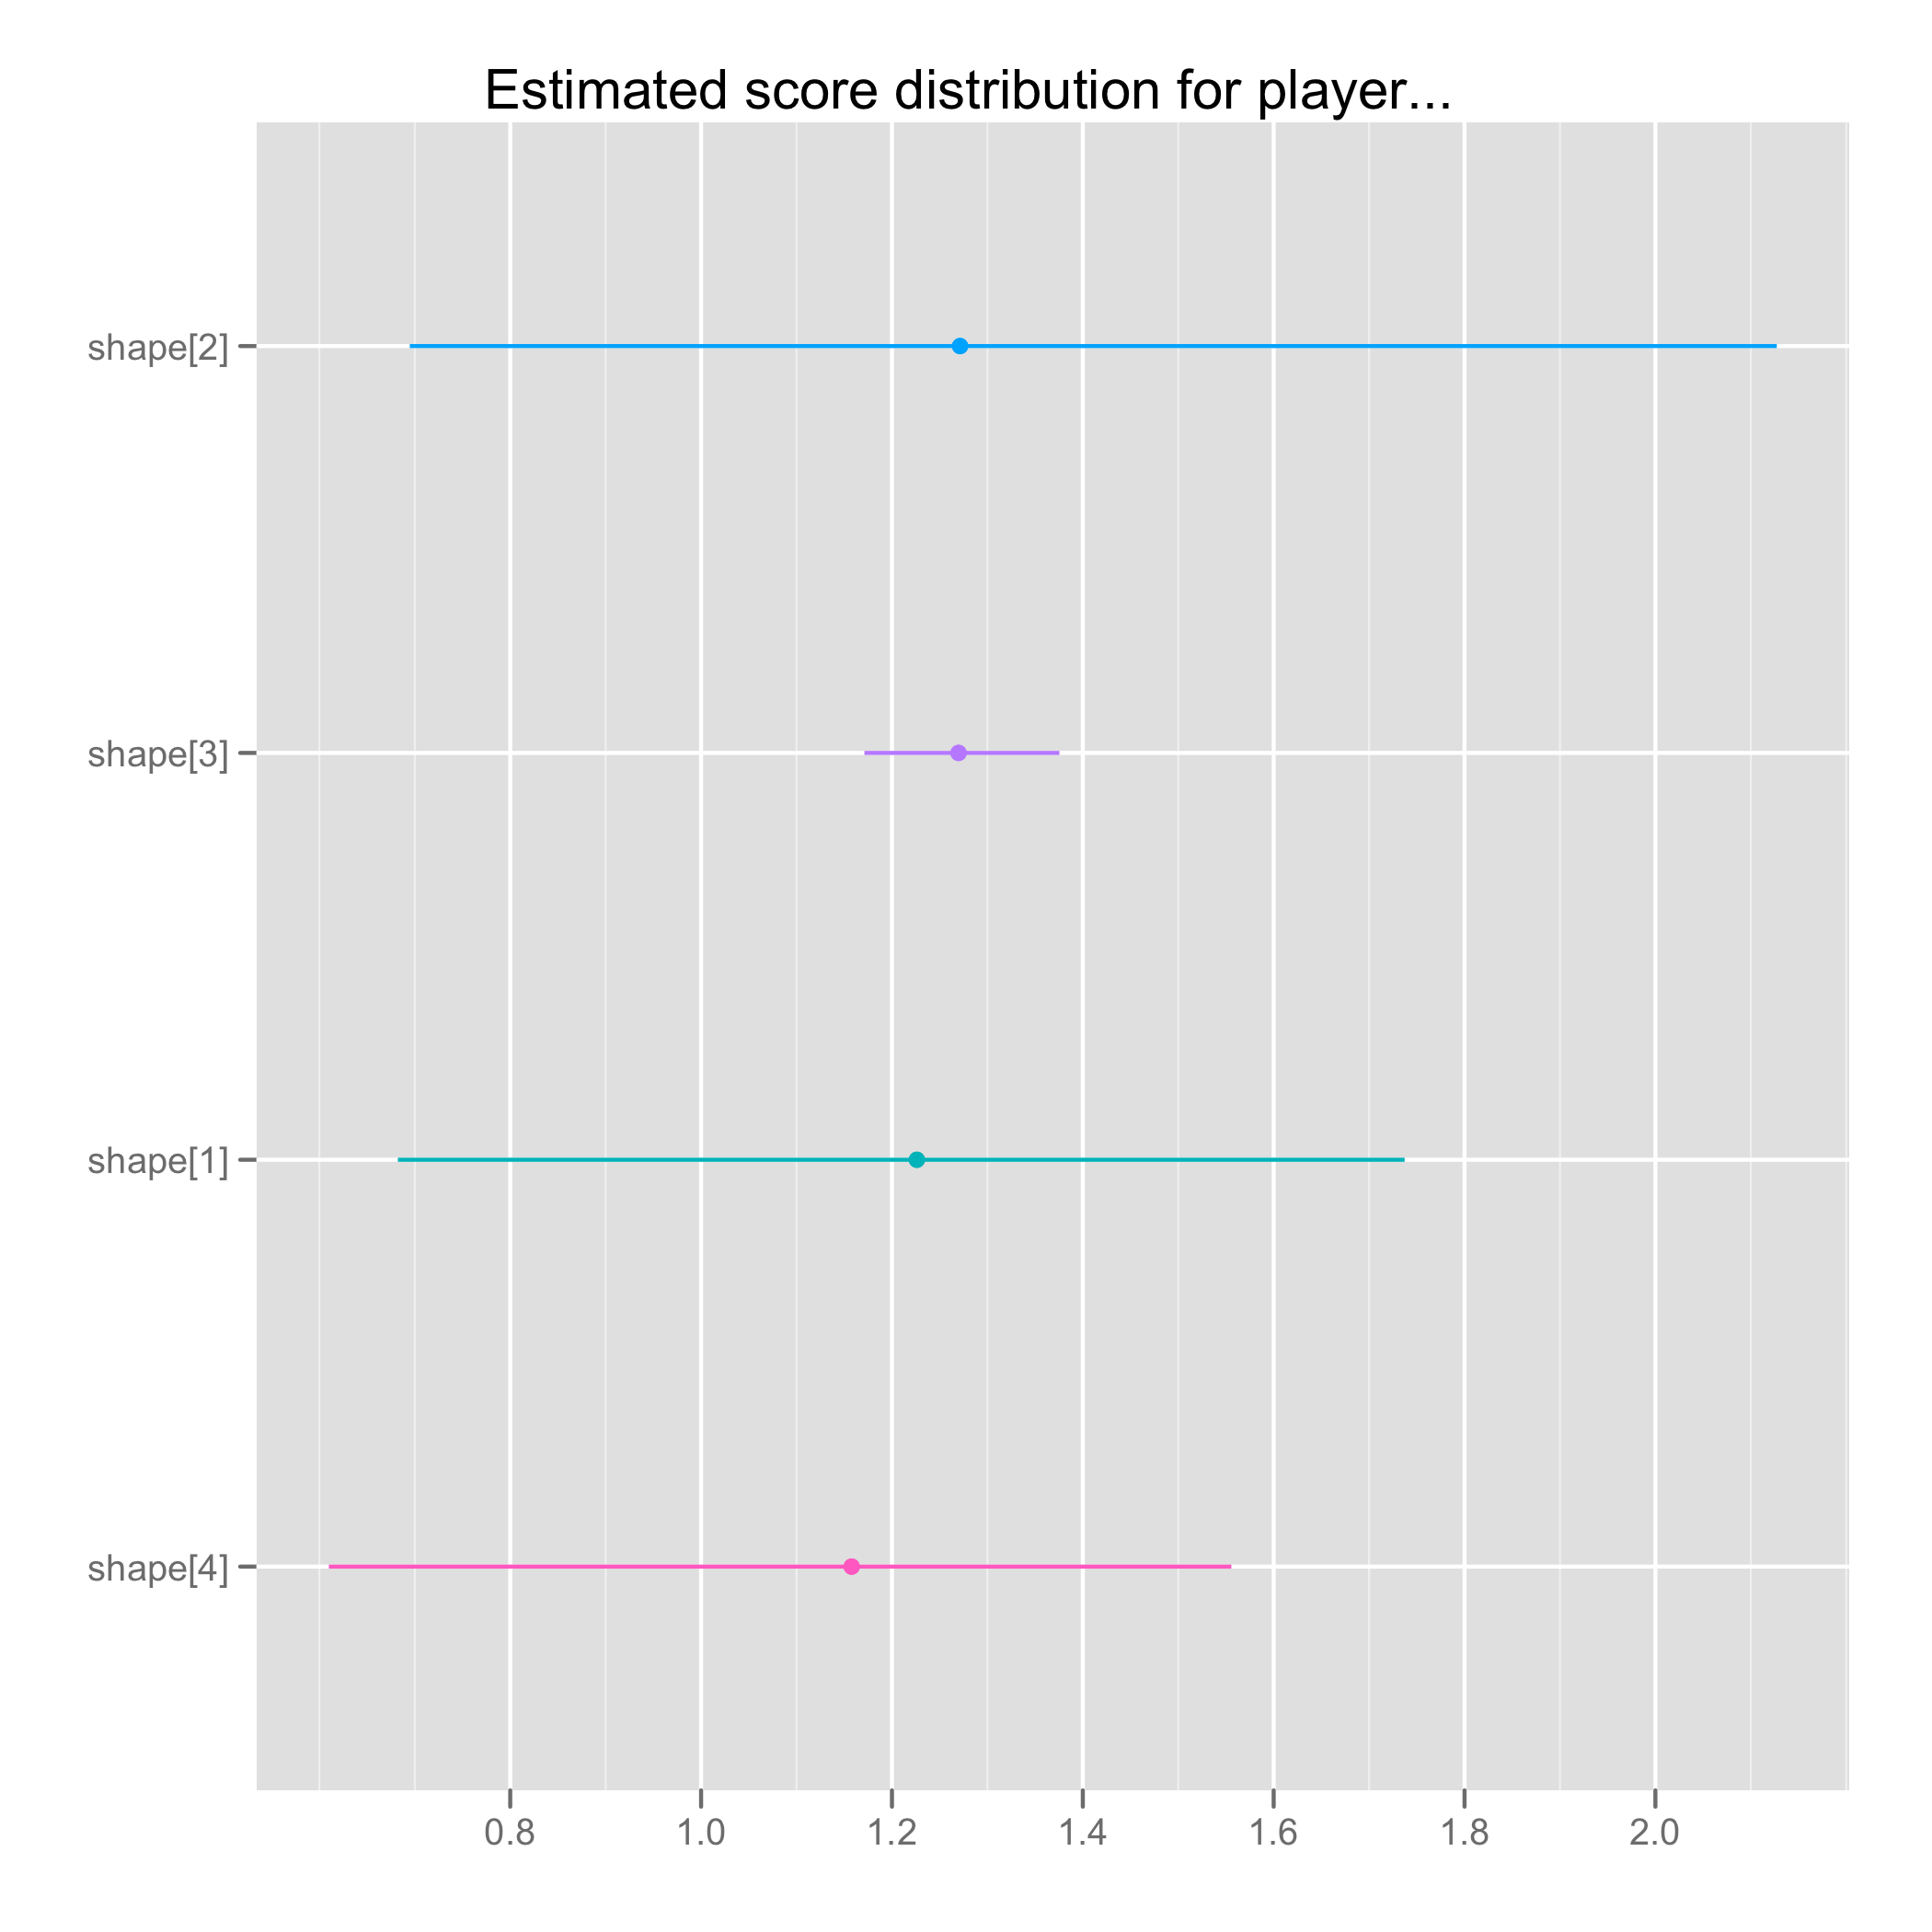 Estimated score distribution for player...
shape[2]
shape[3]
shape[1]
shape[4]
0.8 1.0 1.2 1.4 1.6 1.8 2.0